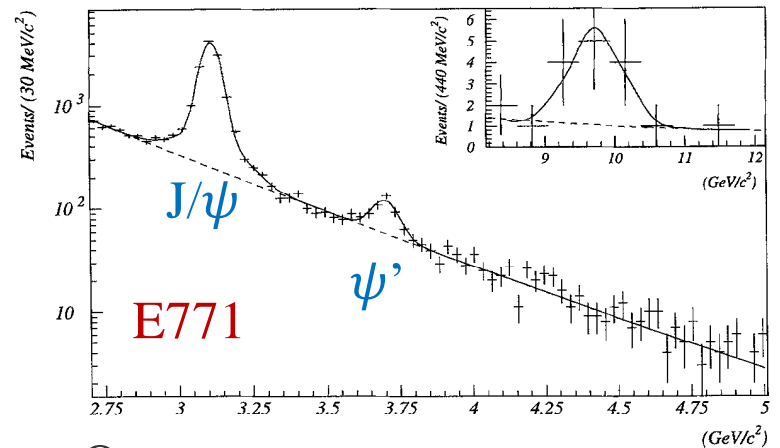 Events/ (30 MeV/c²)
10³
10²
10
J/ψ
ψ'
E771
2.75 3 3.25 3.5 3.75 4 4.25 4.5 4.75 5
(GeV/c²)
Events/ (440 MeV/c²)
6
5
4
3
2
1
0
9 10 11 12
(GeV/c²)